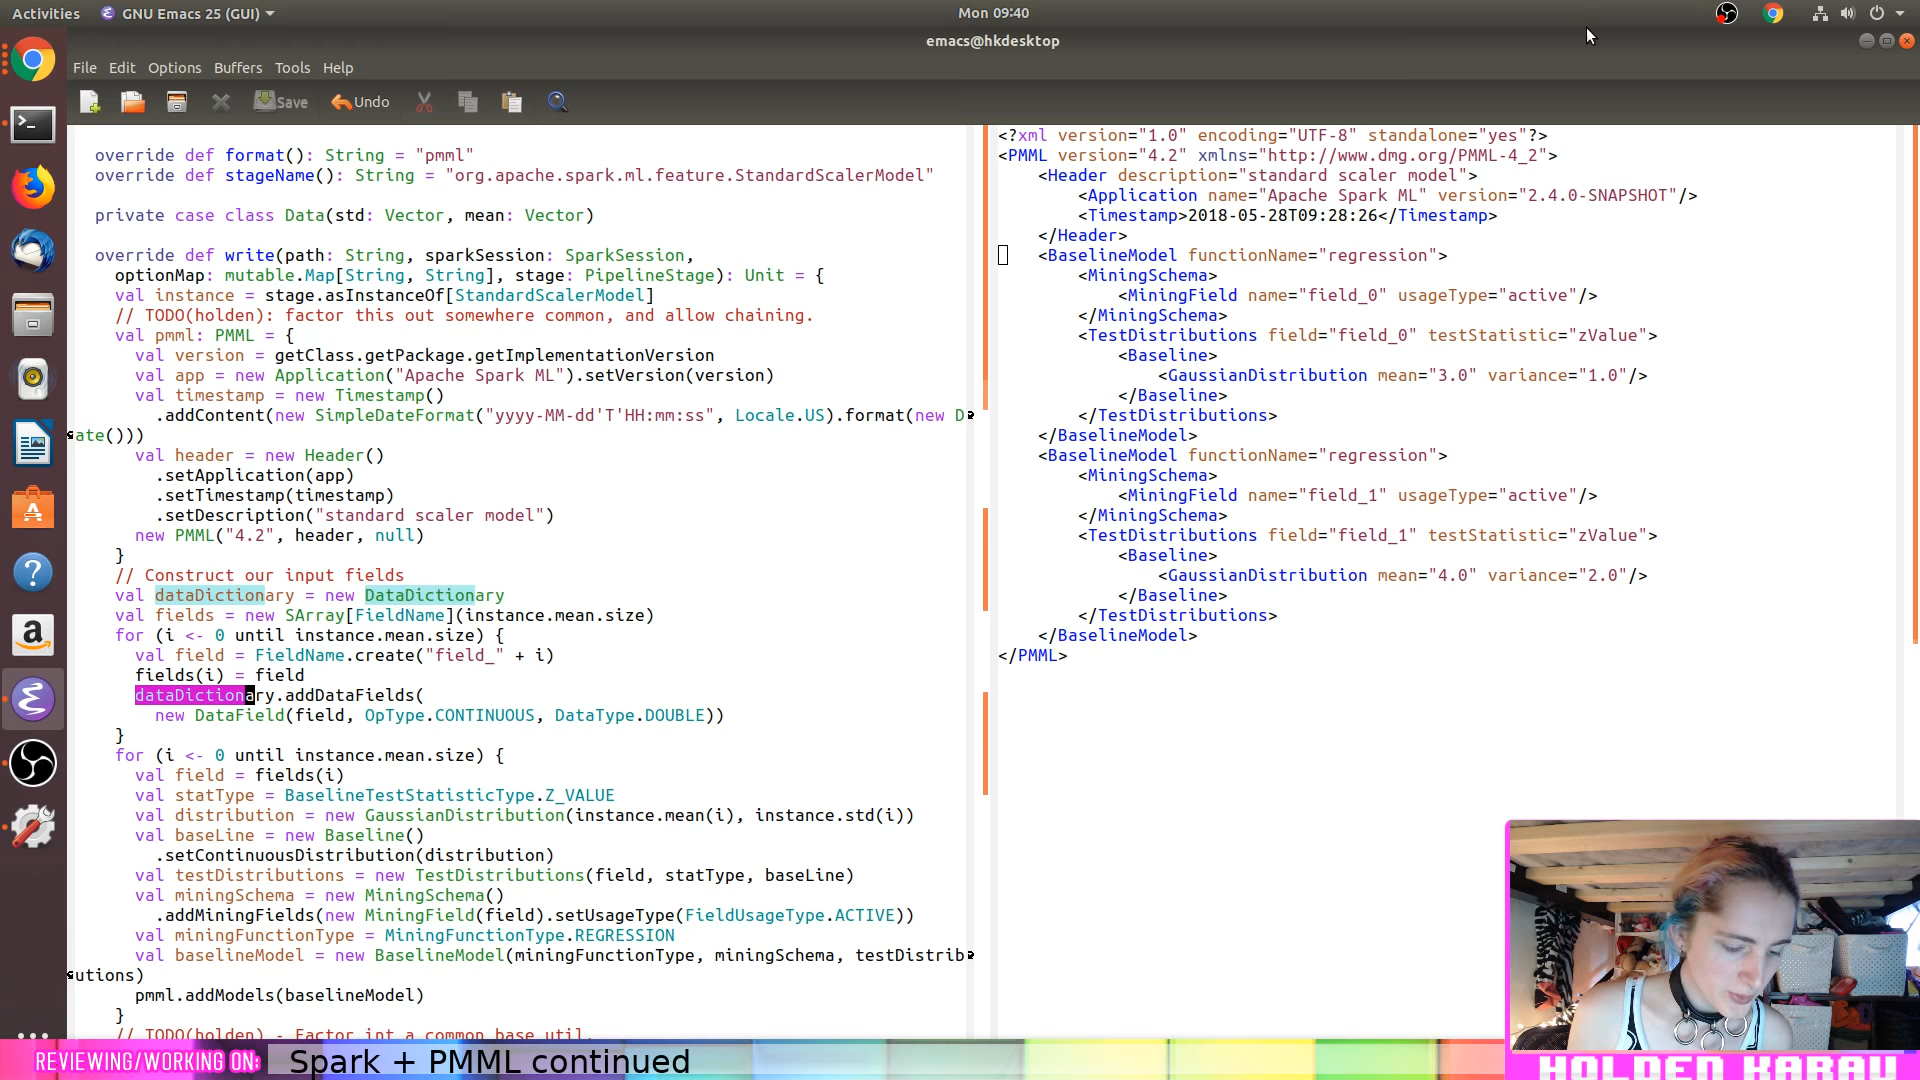 Activities
GNU Emacs 25 (GUI)
Mon 09:40
emacs@hkdesktop
File Edit Options Buffers Tools Help
Save
Undo
override def format(): String = "pmml"
override def stageName(): String = "org.apache.spark.ml.feature.StandardScalerModel"
private case class Data(std: Vector, mean: Vector)
override def write(path: String, sparkSession: SparkSession,
optionMap: mutable.Map[String, String], stage: PipelineStage): Unit = {
val instance = stage.asInstanceOf[StandardScalerModel]
// TODO(holden): factor this out somewhere common, and allow chaining.
val pmml: PMML = {
val version = getClass.getPackage.getImplementationVersion
val app = new Application("Apache Spark ML").setVersion(version)
val timestamp = new Timestamp()
.addContent(new SimpleDateFormat("yyyy-MM-dd'T'HH:mm:ss", Locale.US).format(new D
ate()))
val header = new Header()
.setApplication(app)
.setTimestamp(timestamp)
.setDescription("standard scaler model")
new PMML("4.2", header, null)
}
// Construct our input fields
val dataDictionary = new DataDictionary
val fields = new SArray[FieldName](instance.mean.size)
for (i <- 0 until instance.mean.size) {
val field = FieldName.create("field_" + i)
fields(i) = field
dataDictionary.addDataFields(
new DataField(field, OpType.CONTINUOUS, DataType.DOUBLE))
}
for (i <- 0 until instance.mean.size) {
val field = fields(i)
val statType = BaselineTestStatisticType.Z_VALUE
val distribution = new GaussianDistribution(instance.mean(i), instance.std(i))
val baseLine = new Baseline()
.setContinuousDistribution(distribution)
val testDistributions = new TestDistributions(field, statType, baseLine)
val miningSchema = new MiningSchema()
.addMiningFields(new MiningField(field).setUsageType(FieldUsageType.ACTIVE))
val miningFunctionType = MiningFunctionType.REGRESSION
val baselineModel = new BaselineModel(miningFunctionType, miningSchema, testDistrib
utions)
pmml.addModels(baselineModel)
}
// TODO(holden) - Factor int a common base util.
<?xml version="1.0" encoding="UTF-8" standalone="yes"?>
<PMML version="4.2" xmlns="http://www.dmg.org/PMML-4_2">
<Header description="standard scaler model">
<Application name="Apache Spark ML" version="2.4.0-SNAPSHOT"/>
<Timestamp>2018-05-28T09:28:26</Timestamp>
</Header>
<BaselineModel functionName="regression">
<MiningSchema>
<MiningField name="field_0" usageType="active"/>
</MiningSchema>
<TestDistributions field="field_0" testStatistic="zValue">
<Baseline>
<GaussianDistribution mean="3.0" variance="1.0"/>
</Baseline>
</TestDistributions>
</BaselineModel>
<BaselineModel functionName="regression">
<MiningSchema>
<MiningField name="field_1" usageType="active"/>
</MiningSchema>
<TestDistributions field="field_1" testStatistic="zValue">
<Baseline>
<GaussianDistribution mean="4.0" variance="2.0"/>
</Baseline>
</TestDistributions>
</BaselineModel>
</PMML>
REVIEWING/WORKING ON:
Spark + PMML continued
HOLDEN KARAU